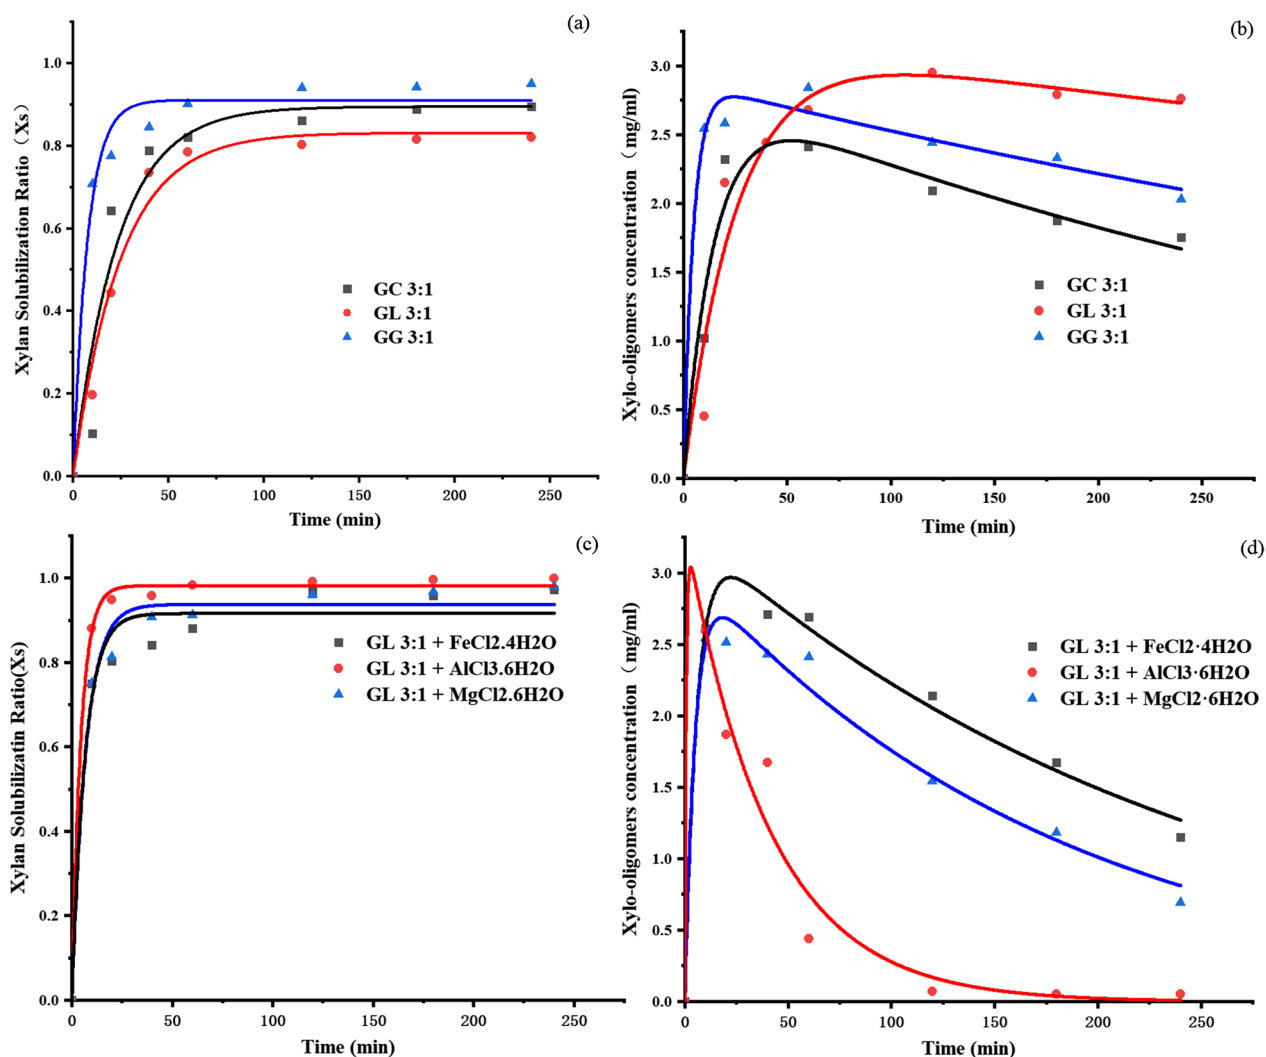 (a)
Xylan Solubilization Ratio（Xs）
1.0
0.8
0.6
0.4
0.2
0.0
GC 3:1
GL 3:1
GG 3:1
0 50 100 150 200 250
Time (min)
(b)
Xylo-oligomers concentration（mg/ml）
3.0
2.5
2.0
1.5
1.0
0.5
0.0
GC 3:1
GL 3:1
GG 3:1
0 50 100 150 200 250
Time (min)
(c)
Xylan Solubilizatin Ratio(Xs)
1.0
0.8
0.6
0.4
0.2
0.0
GL 3:1 + FeCl2.4H2O
GL 3:1 + AlCl3.6H2O
GL 3:1 + MgCl2.6H2O
0 50 100 150 200 250
Time (min)
(d)
Xylo-oligomers concentration（mg/ml）
3.0
2.5
2.0
1.5
1.0
0.5
0.0
GL 3:1 + FeCl2·4H2O
GL 3:1 + AlCl3·6H2O
GL 3:1 + MgCl2·6H2O
0 50 100 150 200 250
Time (min)